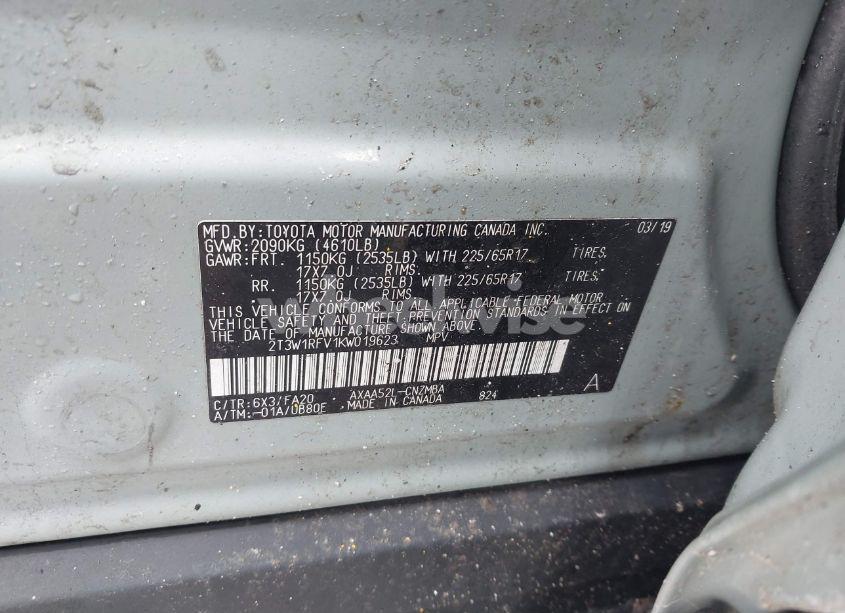 MFD.BY:TOYOTA MOTOR MANUFACTURING CANADA INC. 03/19
GVWR:2090KG (4610LB)
GAWR:FRT. 1150KG (2535LB) WITH 225/65R17 TIRES.
17X7.0J RIMS.
RR. 1150KG (2535LB) WITH 225/65R17 TIRES.
17X7.0J RIMS.
THIS VEHICLE CONFORMS TO ALL APPLICABLE FEDERAL MOTOR
VEHICLE SAFETY AND THEFT PREVENTION STANDARDS IN EFFECT ON
THE DATE OF MANUFACTURE SHOWN ABOVE.
2T3W1RFV1KW019623 MPV
C/TR:6X3/FA20 AXAA52L-CNZMBA 824 A
A/TM:-01A/UB80E MADE IN CANADA